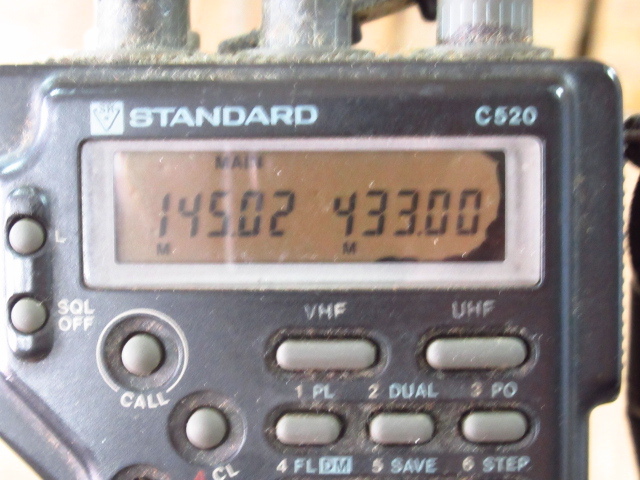 STANDARD C520
MAIN
145.02 433.00
M M
L
SQL OFF
VHF UHF
CALL
1 PL 2 DUAL 3 PO
CL
4 FL DM 5 SAVE 6 STEP